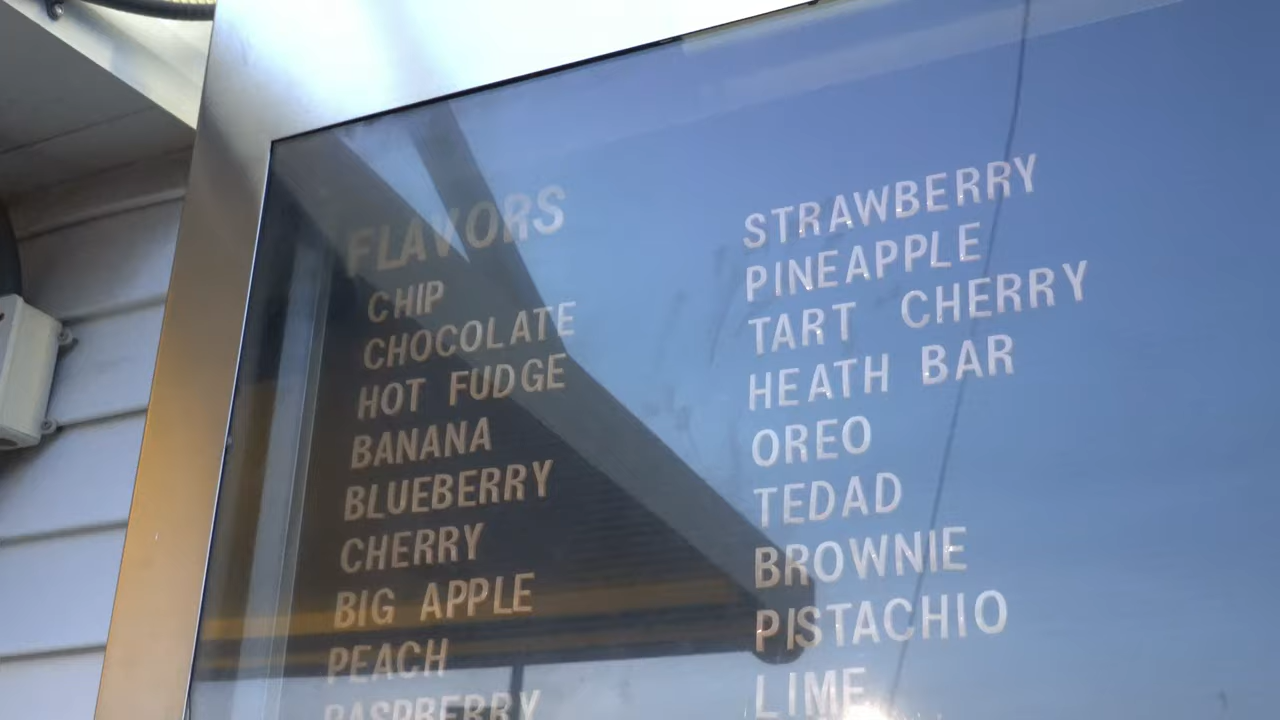 FLAVORS
CHIP
CHOCOLATE
HOT FUDGE
BANANA
BLUEBERRY
CHERRY
BIG APPLE
PEACH
RASPBERRY
STRAWBERRY
PINEAPPLE
TART CHERRY
HEATH BAR
OREO
TEDAD
BROWNIE
PISTACHIO
LIME